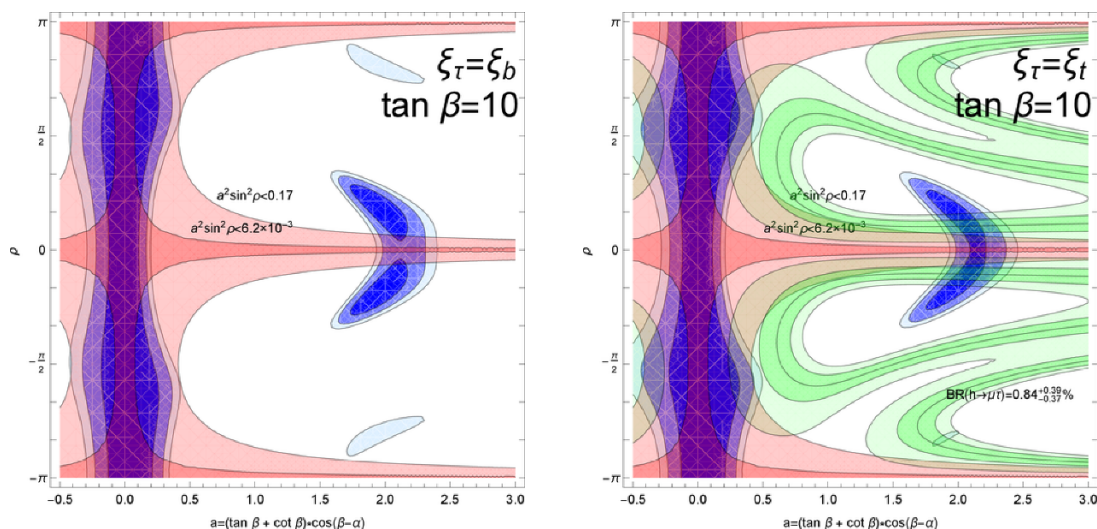 π
π/2
ρ
0
-π/2
-π
ξτ=ξb
tan β=10
a²sin²ρ<0.17
a²sin²ρ<6.2×10⁻³
-0.5 0.0 0.5 1.0 1.5 2.0 2.5 3.0
a=(tan β + cot β)•cos(β-α)
π
π/2
ρ
0
-π/2
-π
ξτ=ξt
tan β=10
a²sin²ρ<0.17
a²sin²ρ<6.2×10⁻³
BR(h→μτ)=0.84+0.39−0.37%
-0.5 0.0 0.5 1.0 1.5 2.0 2.5 3.0
a=(tan β + cot β)•cos(β-α)